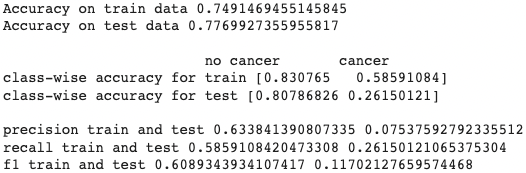 Accuracy on train data 0.7491469455145845
Accuracy on test data 0.7769927355955817
no cancer cancer
class-wise accuracy for train [0.830765 0.58591084]
class-wise accuracy for test [0.80786826 0.26150121]
precision train and test 0.633841390807335 0.07537592792335512
recall train and test 0.5859108420473308 0.26150121065375304
f1 train and test 0.6089343934107417 0.11702127659574468